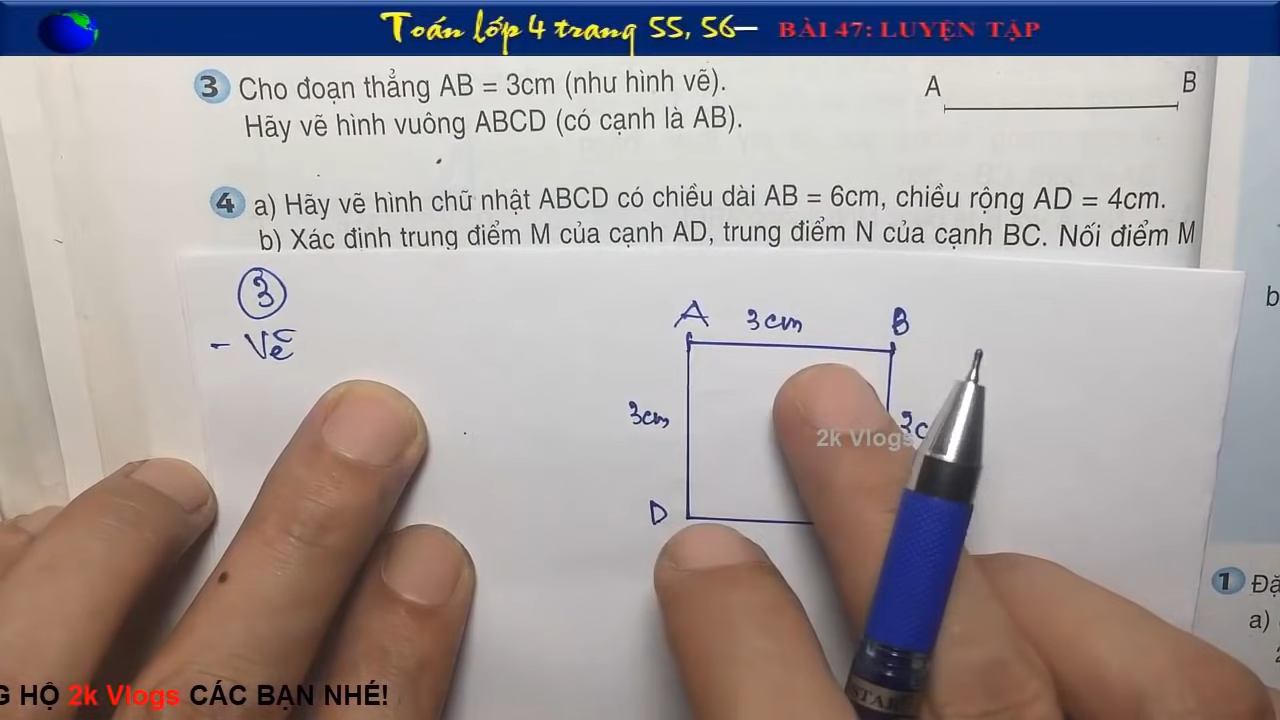 Toán lớp 4 trang 55, 56— BÀI 47: LUYỆN TẬP
3 Cho đoạn thẳng AB = 3cm (như hình vẽ).
A B
Hãy vẽ hình vuông ABCD (có cạnh là AB).
4 a) Hãy vẽ hình chữ nhật ABCD có chiều dài AB = 6cm, chiều rộng AD = 4cm.
b) Xác định trung điểm M của cạnh AD, trung điểm N của cạnh BC. Nối điểm M
3
- Vẽ
A 3cm B
3cm
D
2k Vlogs
b
1 Đặ
a)
G HỘ 2k Vlogs CÁC BẠN NHÉ!